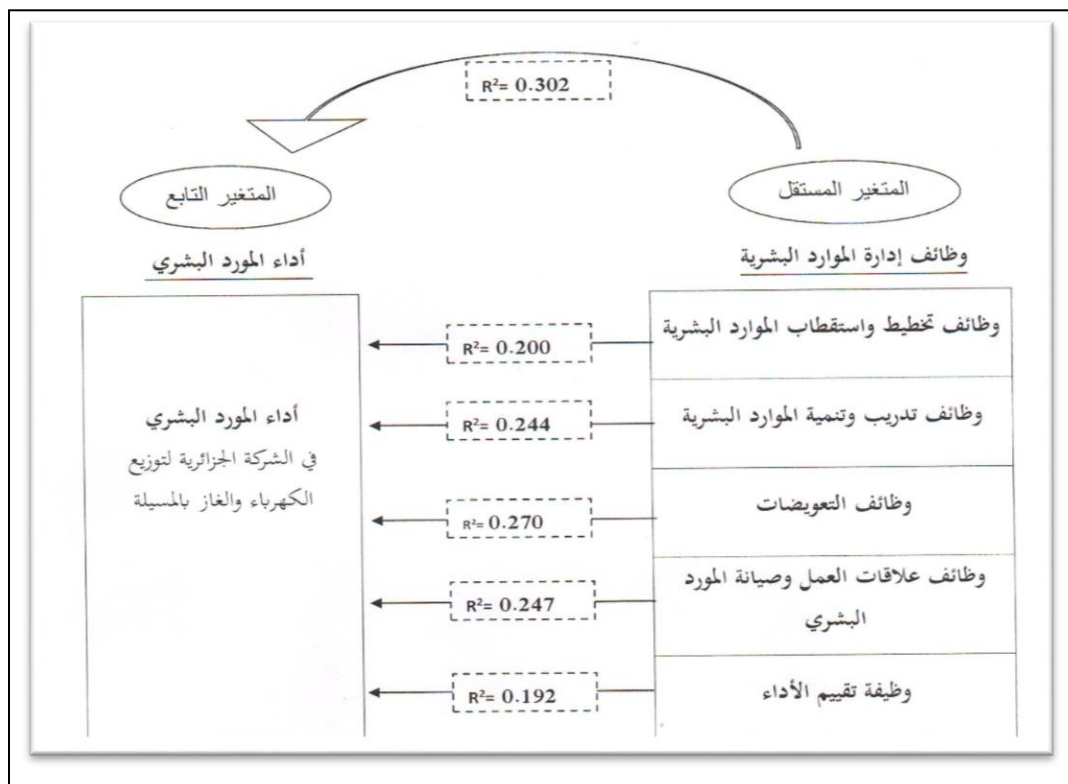 R²= 0.302
المتغير المستقل
المتغير التابع
وظائف إدارة الموارد البشرية
أداء المورد البشري
وظائف تخطيط واستقطاب الموارد البشرية
R²= 0.200
وظائف تدريب وتنمية الموارد البشرية
R²= 0.244
وظائف التعويضات
R²= 0.270
وظائف علاقات العمل وصيانة المورد
البشري
R²= 0.247
وظيفة تقييم الأداء
R²= 0.192
أداء المورد البشري
في الشركة الجزائرية لتوزيع
الكهرباء والغاز بالمسيلة